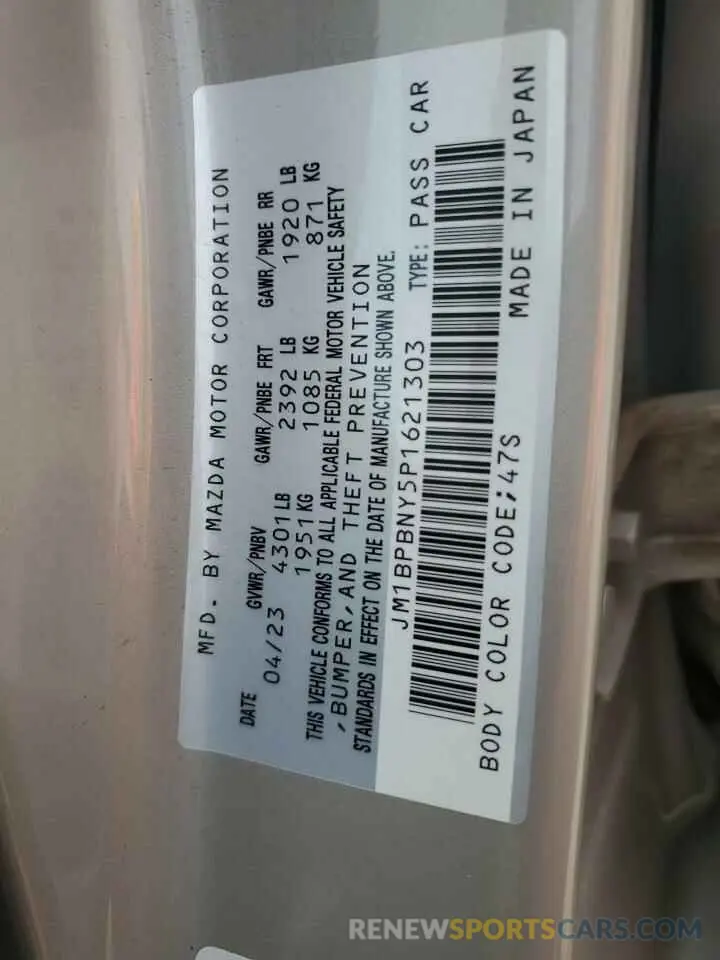 MFD. BY MAZDA MOTOR CORPORATION
DATE GVWR/PNBV GAWR/PNBE FRT GAWR/PNBE RR
04/23 4301LB 2392 LB 1920 LB
1951KG 1085 KG 871 KG
THIS VEHICLE CONFORMS TO ALL APPLICABLE FEDERAL MOTOR VEHICLE SAFETY
, BUMPER, AND THEFT PREVENTION
STANDARDS IN EFFECT ON THE DATE OF MANUFACTURE SHOWN ABOVE.
JM1BPBNY5P1621303 TYPE: PASS CAR
BODY COLOR CODE;47S MADE IN JAPAN
RENEWSPORTSCARS.COM